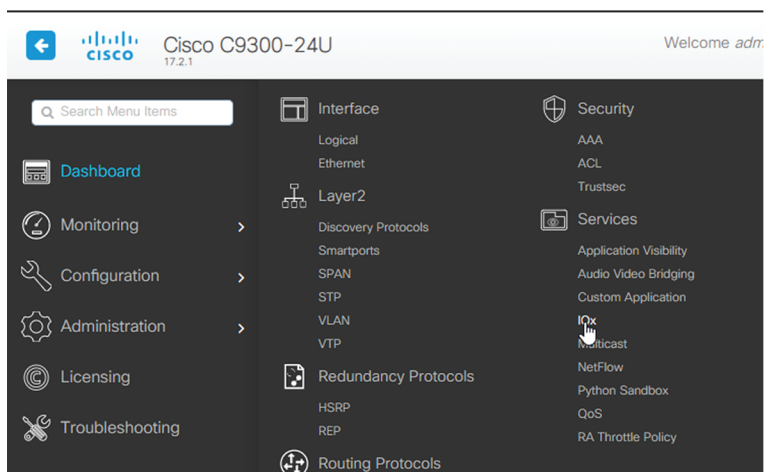 CISCO
Cisco C9300-24U
17.2.1
Welcome adm
Search Menu Items
Dashboard
Monitoring
Configuration
Administration
Licensing
Troubleshooting
Interface
Logical
Ethernet
Layer2
Discovery Protocols
Smartports
SPAN
STP
VLAN
VTP
Redundancy Protocols
HSRP
REP
Routing Protocols
Security
AAA
ACL
Trustsec
Services
Application Visibility
Audio Video Bridging
Custom Application
IOx
Multicast
NetFlow
Python Sandbox
QoS
RA Throttle Policy